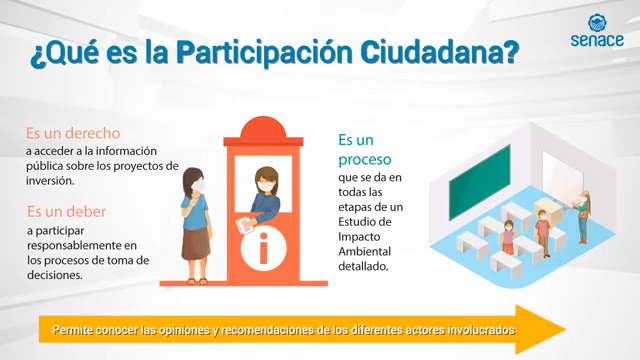 ¿Qué es la Participación Ciudadana?
senace
Es un derecho
a acceder a la información
pública sobre los proyectos de
inversión.
Es un deber
a participar
responsablemente en
los procesos de toma de
decisiones.
i
Es un
proceso
que se da en
todas las
etapas de un
Estudio de
Impacto
Ambiental
detallado.
Permite conocer las opiniones y recomendaciones de los diferentes actores involucrados